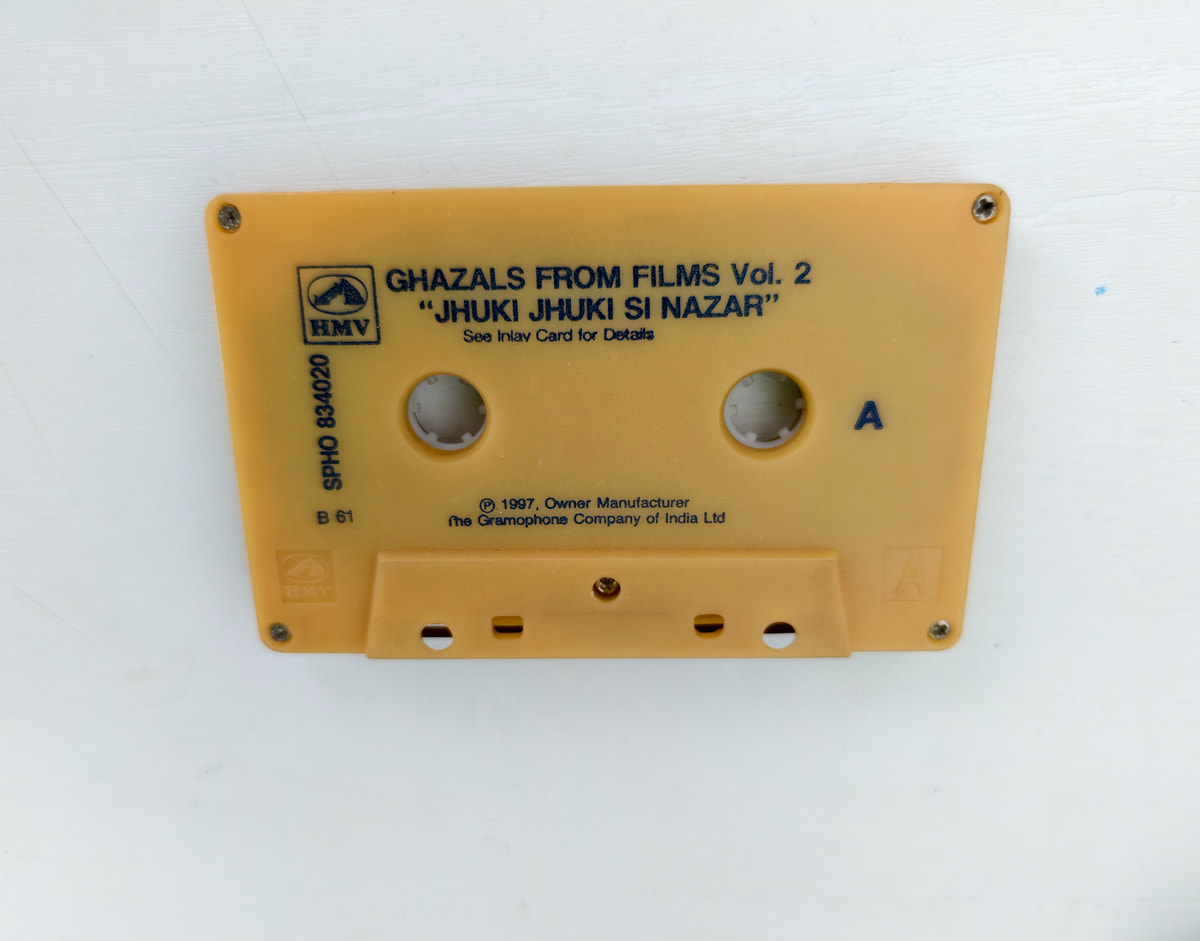 HMV
GHAZALS FROM FILMS Vol. 2
“JHUKI JHUKI SI NAZAR”
See Inlay Card for Details
SPHO 834020
A
B 61
℗ 1997, Owner Manufacturer
The Gramophone Company of India Ltd
HMV
A